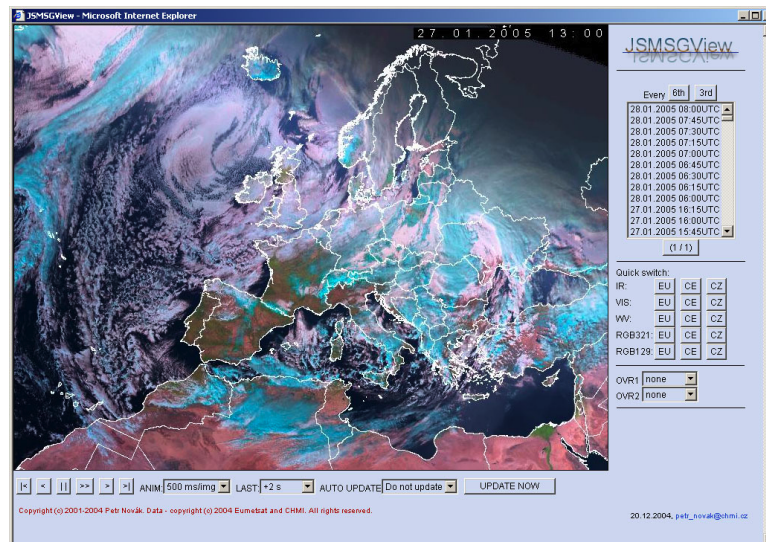 JSMSGView - Microsoft Internet Explorer
27.01.2005 13:00
JSMSGView
Every 6th 3rd
28.01.2005 08:00UTC
28.01.2005 07:45UTC
28.01.2005 07:30UTC
28.01.2005 07:15UTC
28.01.2005 07:00UTC
28.01.2005 06:45UTC
28.01.2005 06:30UTC
28.01.2005 06:15UTC
28.01.2005 06:00UTC
27.01.2005 16:15UTC
27.01.2005 16:00UTC
27.01.2005 15:45UTC
(1 / 1)
Quick switch:
IR: EU CE CZ
VIS: EU CE CZ
WV: EU CE CZ
RGB321: EU CE CZ
RGB129: EU CE CZ
OVR1 none
OVR2 none
|< < || >> > >| ANIM: 500 ms/img LAST: +2 s AUTO UPDATE Do not update UPDATE NOW
Copyright (c) 2001-2004 Petr Novák. Data - copyright (c) 2004 Eumetsat and CHMI. All rights reserved.
20.12.2004, petr_novak@chmi.cz